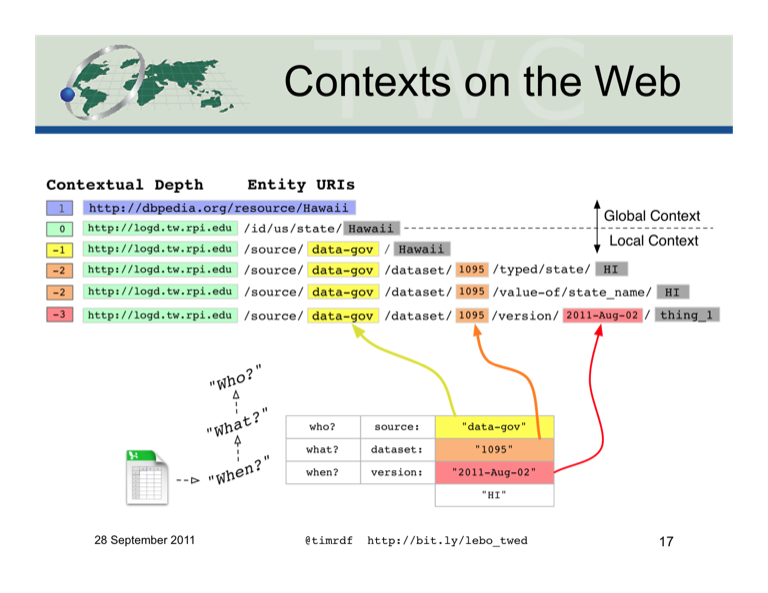 TWC
Contexts on the Web
Contextual Depth Entity URIs
1 http://dbpedia.org/resource/Hawaii
Global Context
0 http://logd.tw.rpi.edu /id/us/state/ Hawaii
Local Context
-1 http://logd.tw.rpi.edu /source/ data-gov / Hawaii
-2 http://logd.tw.rpi.edu /source/ data-gov /dataset/ 1095 /typed/state/ HI
-2 http://logd.tw.rpi.edu /source/ data-gov /dataset/ 1095 /value-of/state_name/ HI
-3 http://logd.tw.rpi.edu /source/ data-gov /dataset/ 1095 /version/ 2011-Aug-02 / thing_1
"Who?"
"What?"
"When?"
who? source: "data-gov"
what? dataset: "1095"
when? version: "2011-Aug-02"
"HI"
28 September 2011 @timrdf http://bit.ly/lebo_twed 17